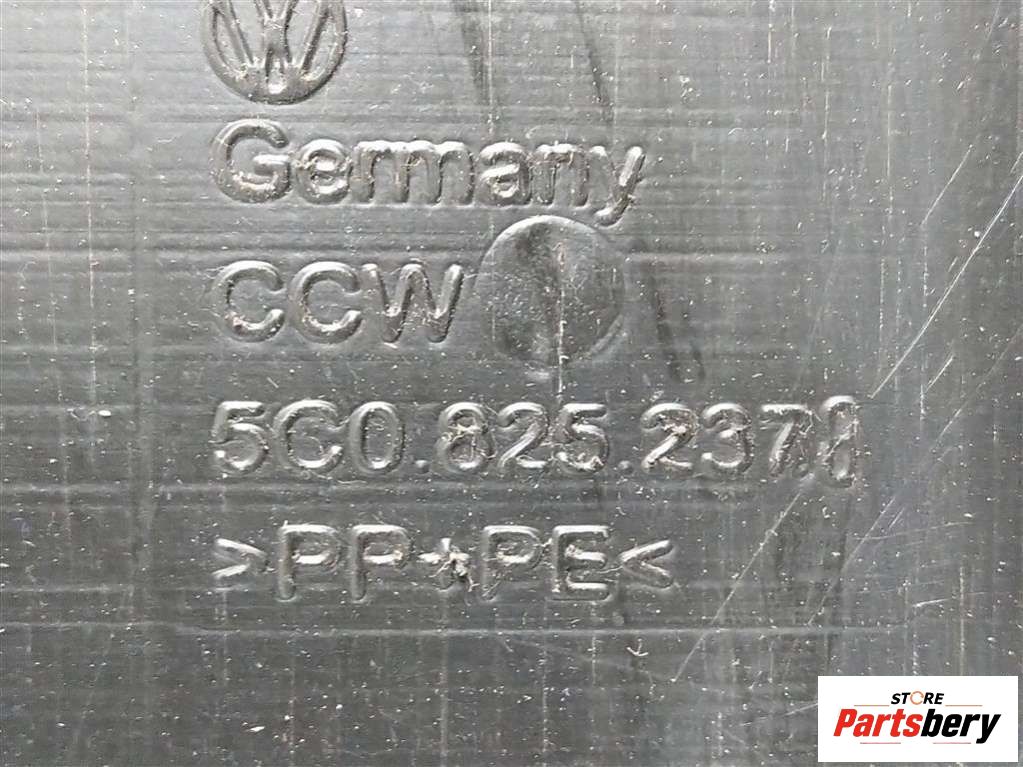 Germany
CCW
5C0.825.237
>PP+PE<
STORE
Partsbery